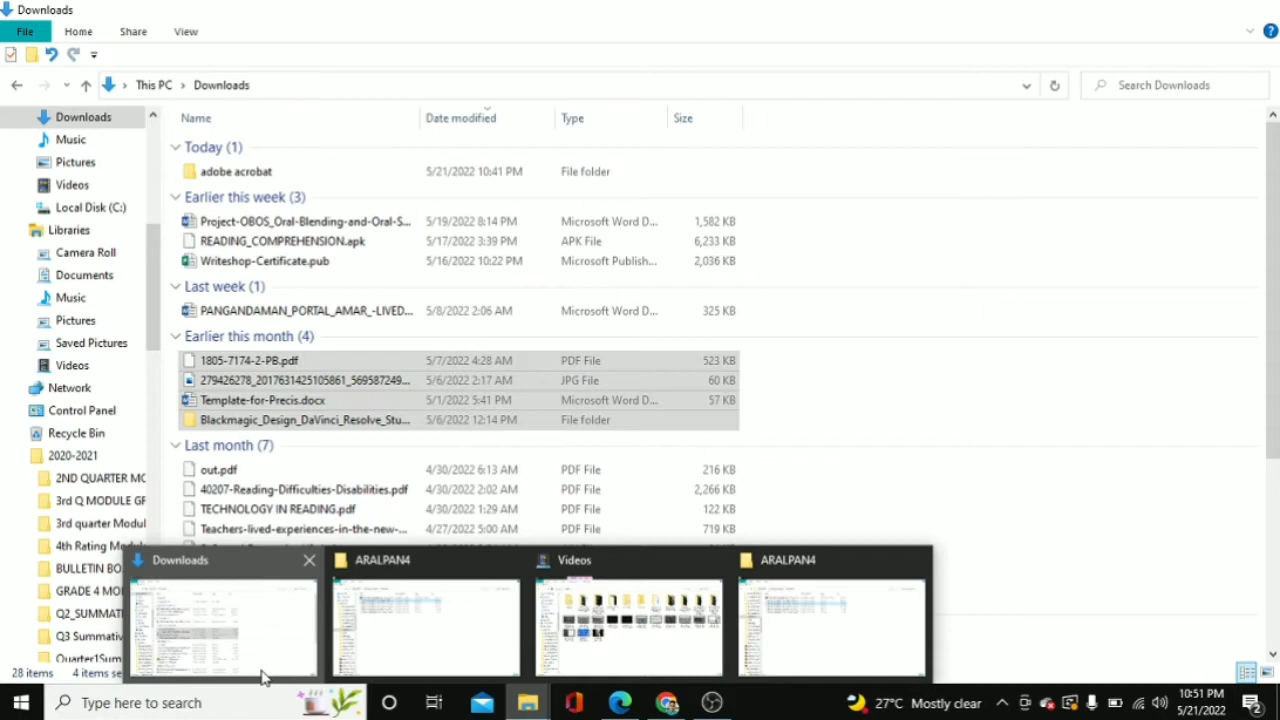 Downloads
File Home Share View
This PC Downloads Search Downloads
Name Date modified Type Size
Downloads
Music
Pictures
Videos
Local Disk (C:)
Libraries
Camera Roll
Documents
Music
Pictures
Saved Pictures
Videos
Network
Control Panel
Recycle Bin
2020-2021
2ND QUARTER MO
3rd Q MODULE GR
3rd quarter Modul
4th Rating Modu
BULLETIN BO
GRADE 4 MO
Q2_SUMMAT
Q3 Summativ
Quarter1Sum
Today (1)
adobe acrobat 5/21/2022 10:41 PM File folder
Earlier this week (3)
Project-OBOS_Oral-Blending-and-Oral-S... 5/19/2022 8:14 PM Microsoft Word D... 1,582 KB
READING_COMPREHENSION.apk 5/17/2022 3:39 PM APK File 6,233 KB
Writeshop-Certificate.pub 5/16/2022 10:22 PM Microsoft Publish... 2,036 KB
Last week (1)
PANGANDAMAN_PORTAL_AMAR_-LIVED... 5/8/2022 2:06 AM Microsoft Word D... 325 KB
Earlier this month (4)
1805-7174-2-PB.pdf 5/7/2022 4:28 AM PDF File 523 KB
279426278_2017631425105861_569587249... 5/6/2022 2:17 AM JPG File 60 KB
Template-for-Precis.docx 5/1/2022 5:41 PM Microsoft Word D... 57 KB
Blackmagic_Design_DaVinci_Resolve_Stu... 5/6/2022 12:14 PM File folder
Last month (7)
out.pdf 4/30/2022 6:13 AM PDF File 216 KB
40207-Reading-Difficulties-Disabilities.pdf 4/30/2022 2:02 AM PDF File 2,266 KB
TECHNOLOGY IN READING.pdf 4/30/2022 1:29 AM PDF File 122 KB
Teachers-lived-experiences-in-the-new-... 4/27/2022 5:00 AM PDF File 719 KB
Downloads ARALPAN4 Videos ARALPAN4
28 items 4 items se
Type here to search 27°C Mostly clear 10:51 PM
5/21/2022 2